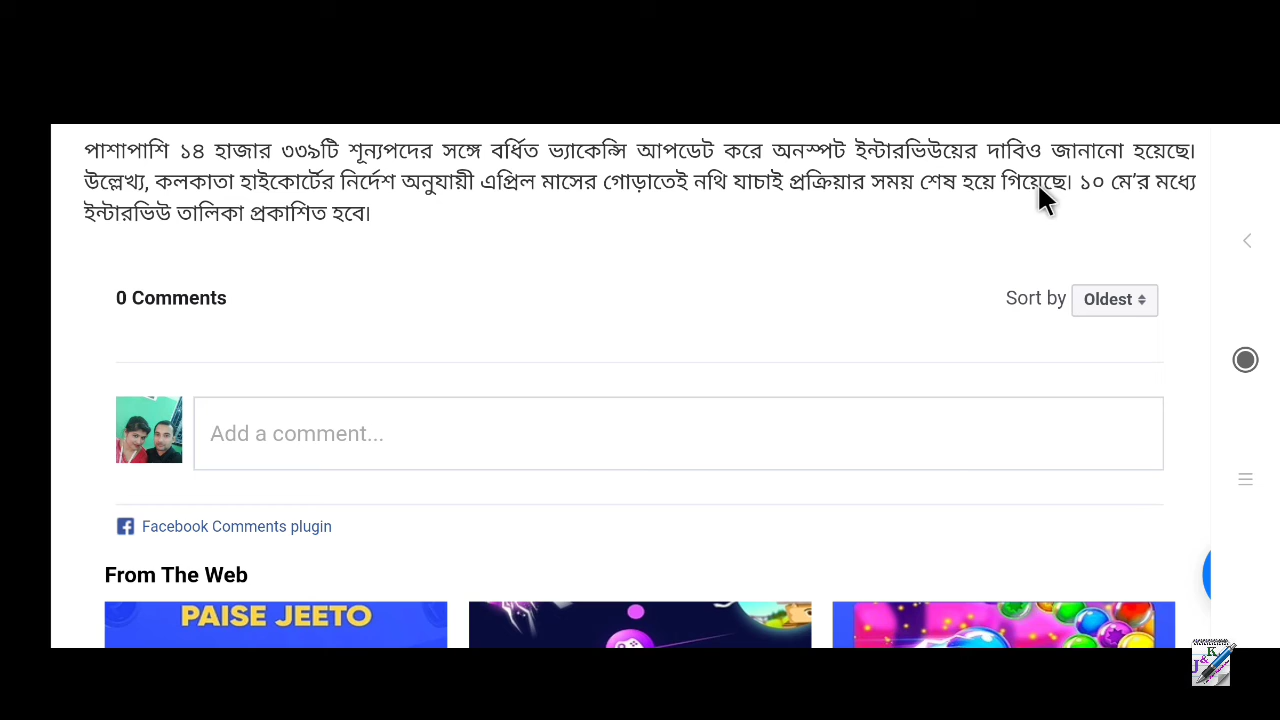 পাশাপাশি ১৪ হাজার ৩৩৯টি শূন্যপদের সঙ্গে বর্ধিত ভ্যাকেন্সি আপডেট করে অনস্পট ইন্টারভিউয়ের দাবিও জানানো হয়েছে।
উল্লেখ্য, কলকাতা হাইকোর্টের নির্দেশ অনুযায়ী এপ্রিল মাসের গোড়াতেই নথি যাচাই প্রক্রিয়ার সময় শেষ হয়ে গিয়েছে। ১০ মে’র মধ্যে
ইন্টারভিউ তালিকা প্রকাশিত হবে।
0 Comments
Sort by Oldest
Add a comment...
Facebook Comments plugin
From The Web
PAISE JEETO
J&K